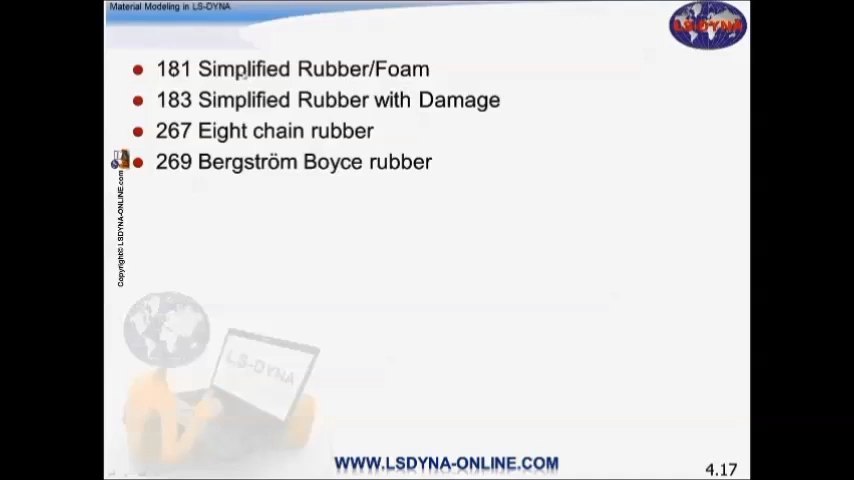 Material Modeling in LS-DYNA
LS-DYNA
181 Simplified Rubber/Foam
183 Simplified Rubber with Damage
267 Eight chain rubber
269 Bergström Boyce rubber
Copyright© LSDYNA-ONLINE.com
LS-DYNA
WWW.LSDYNA-ONLINE.COM
4.17